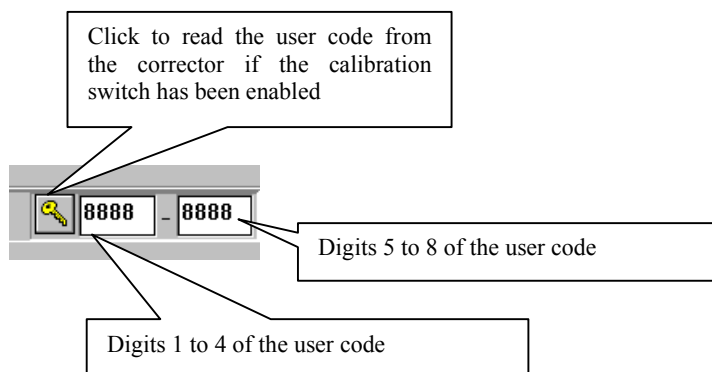 Click to read the user code from
the corrector if the calibration
switch has been enabled
8888 - 8888
Digits 5 to 8 of the user code
Digits 1 to 4 of the user code